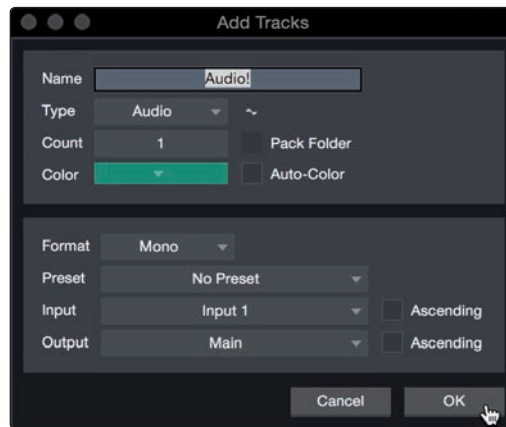 Add Tracks
Name Audio!
Type Audio
Count 1 Pack Folder
Color Auto-Color
Format Mono
Preset No Preset
Input Input 1 Ascending
Output Main Ascending
Cancel OK